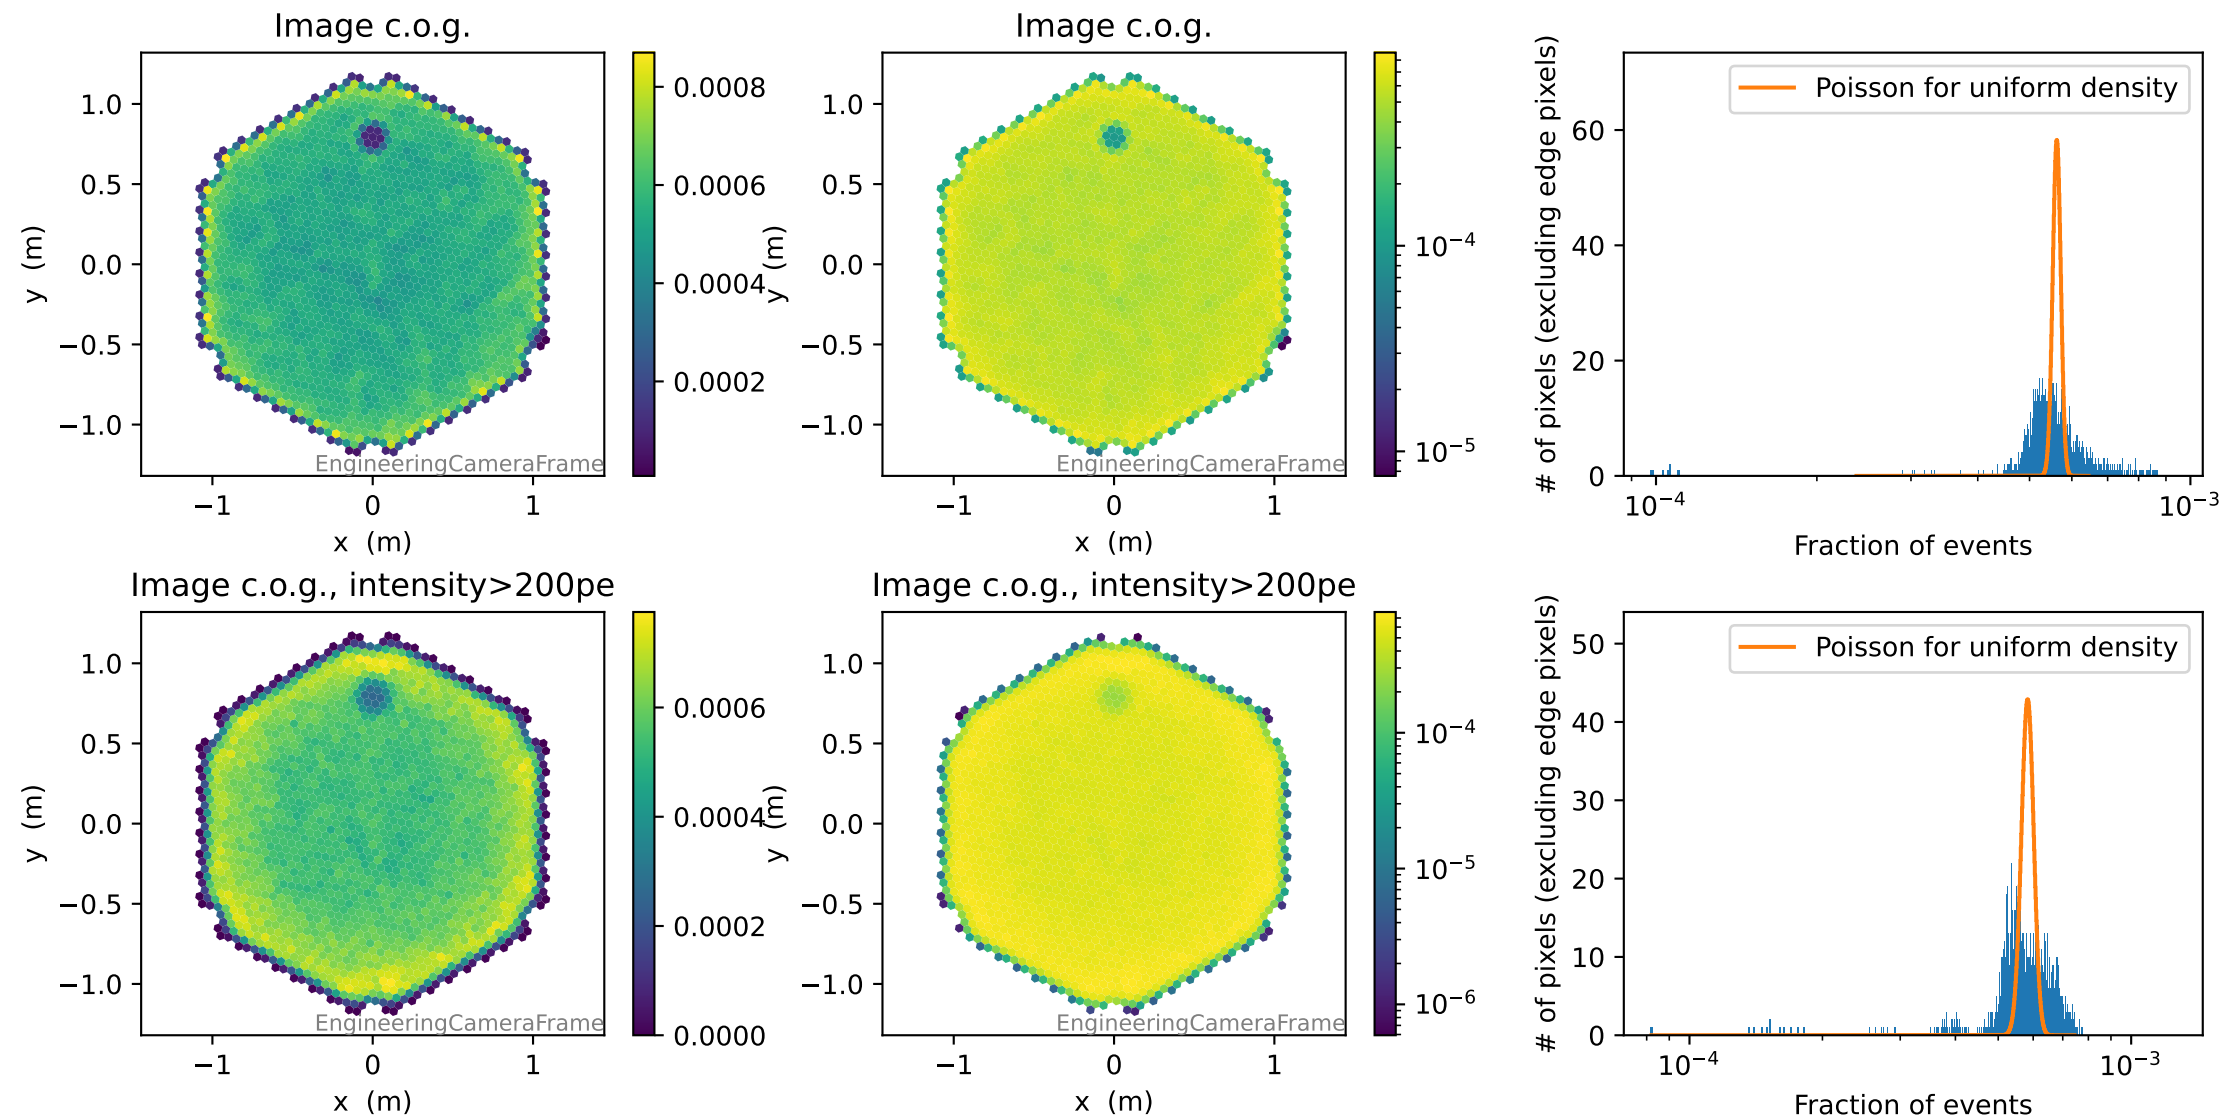 Image c.o.g.
1.0
0.5
0.0
−0.5
−1.0
y (m)
−1
0
1
x (m)
EngineeringCameraFrame
0.0008
0.0006
0.0004
0.0002
Image c.o.g.
1.0
0.5
0.0
−0.5
−1.0
y (m)
−1
0
1
x (m)
EngineeringCameraFrame
10⁻⁴
10⁻⁵
# of pixels (excluding edge pixels)
60
40
20
0
Poisson for uniform density
10⁻⁴
10⁻³
Fraction of events
Image c.o.g., intensity>200pe
1.0
0.5
0.0
−0.5
−1.0
y (m)
−1
0
1
x (m)
EngineeringCameraFrame
0.0006
0.0004
0.0002
0.0000
Image c.o.g., intensity>200pe
1.0
0.5
0.0
−0.5
−1.0
y (m)
−1
0
1
x (m)
EngineeringCameraFrame
10⁻⁴
10⁻⁵
10⁻⁶
# of pixels (excluding edge pixels)
50
40
30
20
10
0
Poisson for uniform density
10⁻⁴
10⁻³
Fraction of events